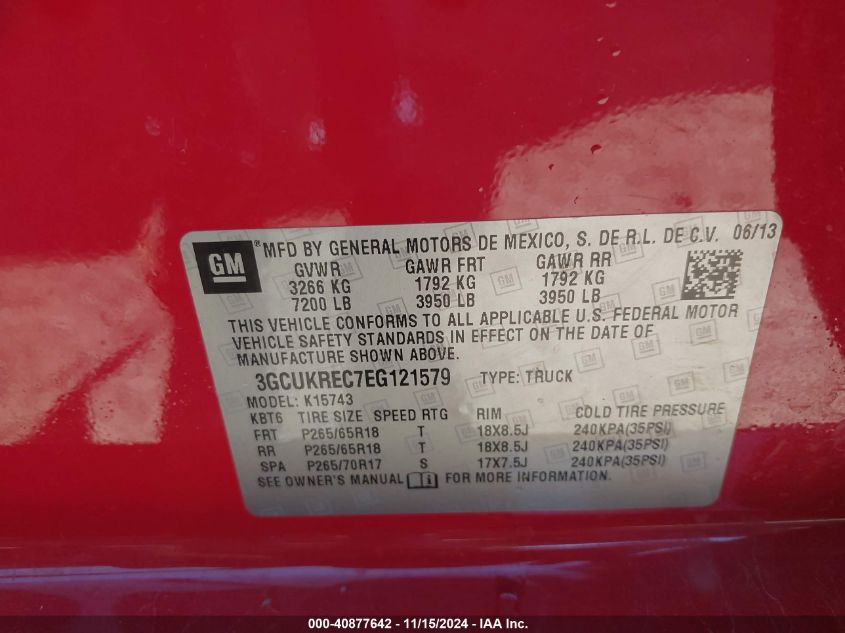 GM ® MFD BY GENERAL MOTORS DE MEXICO, S. DE R.L. DE C.V. 06/13
GVWR GAWR FRT GAWR RR
3266 KG 1792 KG 1792 KG
7200 LB 3950 LB 3950 LB
THIS VEHICLE CONFORMS TO ALL APPLICABLE U.S. FEDERAL MOTOR
VEHICLE SAFETY STANDARDS IN EFFECT ON THE DATE OF
MANUFACTURE SHOWN ABOVE.
3GCUKREC7EG121579 TYPE: TRUCK
MODEL: K15743
KBT6 TIRE SIZE SPEED RTG RIM COLD TIRE PRESSURE
FRT P265/65R18 T 18X8.5J 240KPA(35PSI)
RR P265/65R18 T 18X8.5J 240KPA(35PSI)
SPA P265/70R17 S 17X7.5J 240KPA(35PSI)
SEE OWNER'S MANUAL FOR MORE INFORMATION.
000-40877642 - 11/15/2024 - IAA Inc.